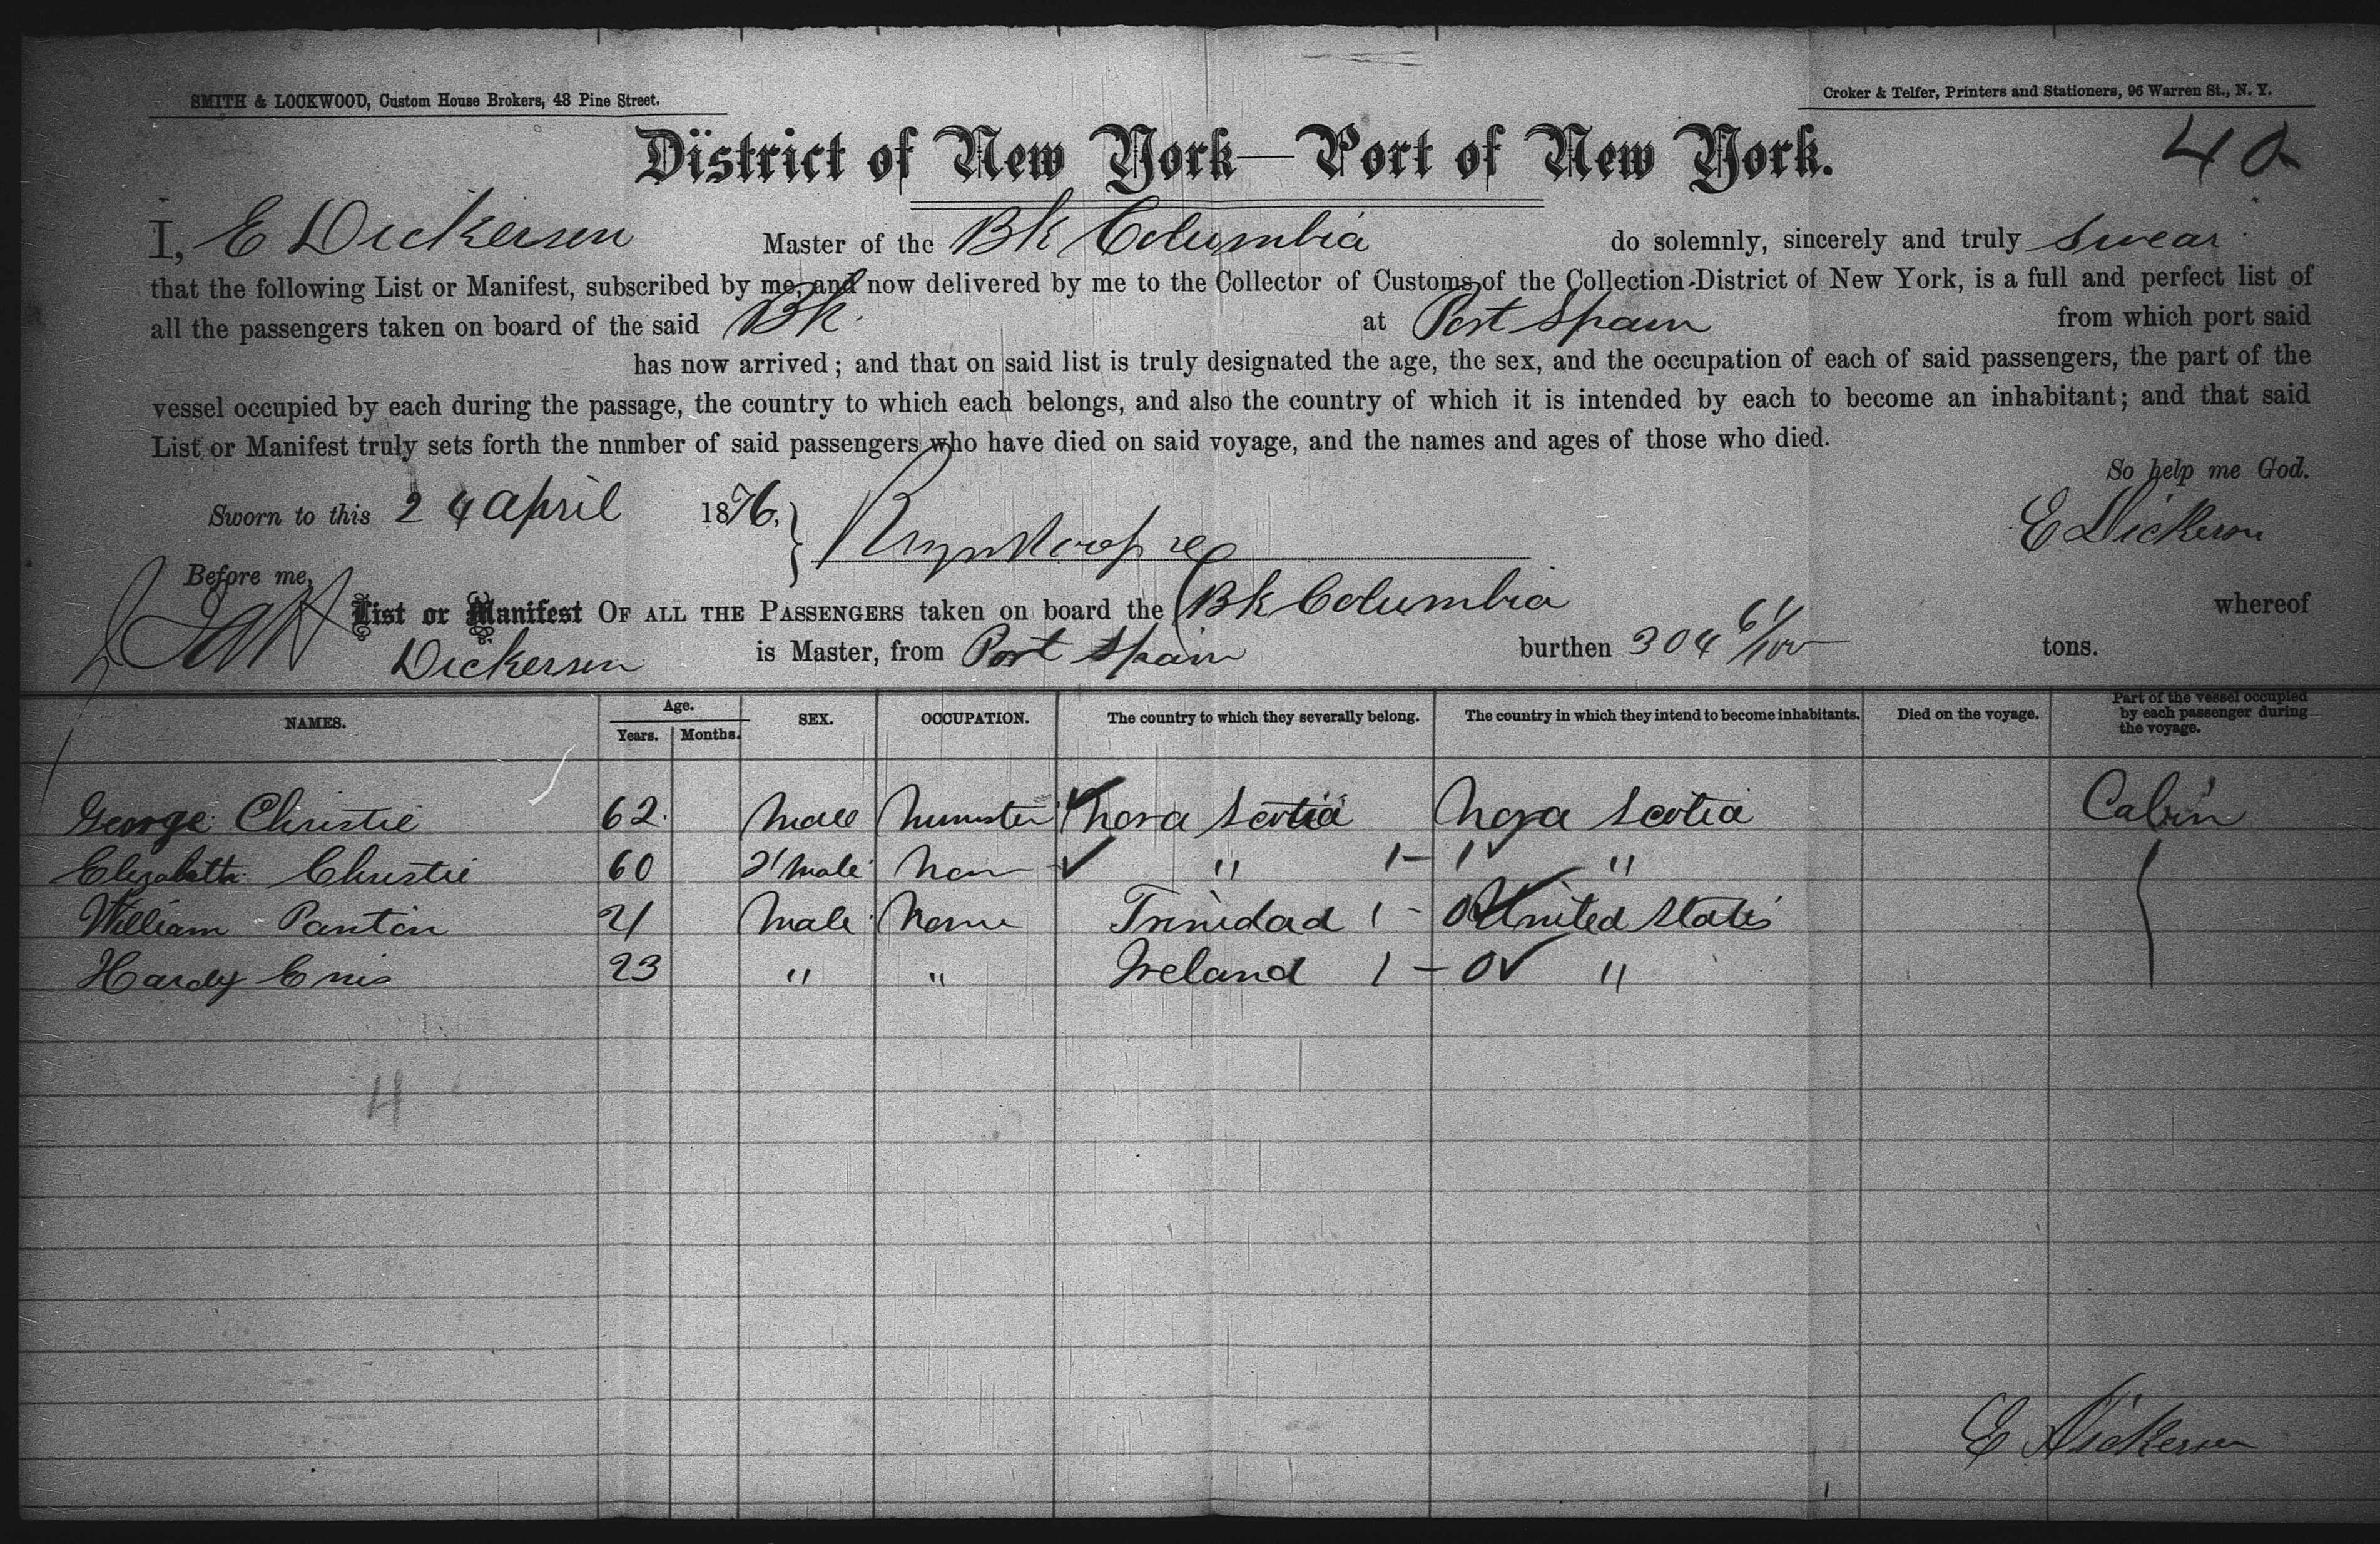 SMITH & LOCKWOOD, Custom House Brokers, 48 Pine Street.
Croker & Telfer, Printers and Stationers, 96 Warren St., N. Y.
District of New York—Port of New York.
40
I, E Dickerson Master of the Bk Columbia do solemnly, sincerely and truly swear
that the following List or Manifest, subscribed by me, and now delivered by me to the Collector of Customs of the Collection-District of New York, is a full and perfect list of
all the passengers taken on board of the said Bk. at Port Spain from which port said
has now arrived; and that on said list is truly designated the age, the sex, and the occupation of each of said passengers, the part of the
vessel occupied by each during the passage, the country to which each belongs, and also the country of which it is intended by each to become an inhabitant; and that said
List or Manifest truly sets forth the nnmber of said passengers who have died on said voyage, and the names and ages of those who died.
So help me God.
Sworn to this 24 April 1876, E Dickerson
Before me,
List or Manifest OF ALL THE PASSENGERS taken on board the Bk Columbia whereof
Dickerson is Master, from Port Spain burthen 304 61/100 tons.
NAMES. Age. Years. Months. SEX. OCCUPATION. The country to which they severally belong. The country in which they intend to become inhabitants. Died on the voyage. Part of the vessel occupied by each passenger during the voyage.
George Christie 62 Male Minister Nova Scotia Nova Scotia Cabin
Elizabeth Christie 60 F'male Non " 1 - 1 "
William Pantin 21 Male None Trinidad 1 - 0 United States
Hardy Enis 23 " " Ireland 1 - 0 "
4
E Dickerson